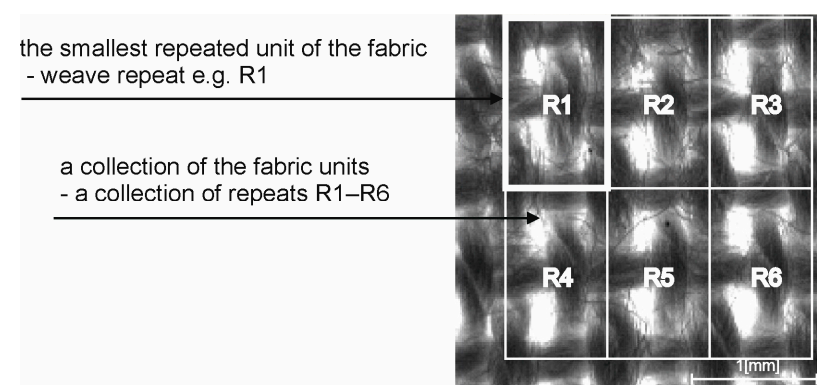 the smallest repeated unit of the fabric
- weave repeat e.g. R1
a collection of the fabric units
- a collection of repeats R1–R6
R1 R2 R3
R4 R5 R6
1[mm]